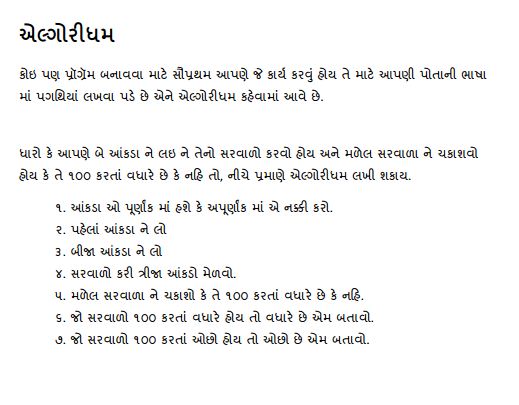 એલ્ગોરીધમ
કોઇ પણ પ્રૉગ્રૅમ બનાવવા માટે સૌપ્રથમ આપણે જે કાર્ય કરવું હોય તે માટે આપણી પોતાની ભાષા
માં પગથિયાં લખવા પડે છે એને એલ્ગોરીધમ કહેવામાં આવે છે.
ધારો કે આપણે બે આંકડા ને લઇ ને તેનો સરવાળો કરવો હોય અને મળેલ સરવાળા ને ચકાશવો
હોય કે તે ૧૦૦ કરતાં વધારે છે કે નહિ તો, નીચે પ્રમાણે એલ્ગોરીધમ લખી શકાય.
૧. આંકડા ઓ પૂર્ણાંક માં હશે કે અપૂર્ણાંક માં એ નક્કી કરો.
૨. પહેલાં આંકડા ને લો
૩. બીજા આંકડા ને લો
૪. સરવાળો કરી ત્રીજા આંકડો મેળવો.
૫. મળેલ સરવાળા ને ચકાશો કે તે ૧૦૦ કરતાં વધારે છે કે નહિ.
૬. જો સરવાળો ૧૦૦ કરતાં વધારે હોય તો વધારે છે એમ બતાવો.
૭. જો સરવાળો ૧૦૦ કરતાં ઓછો હોય તો ઓછો છે એમ બતાવો.